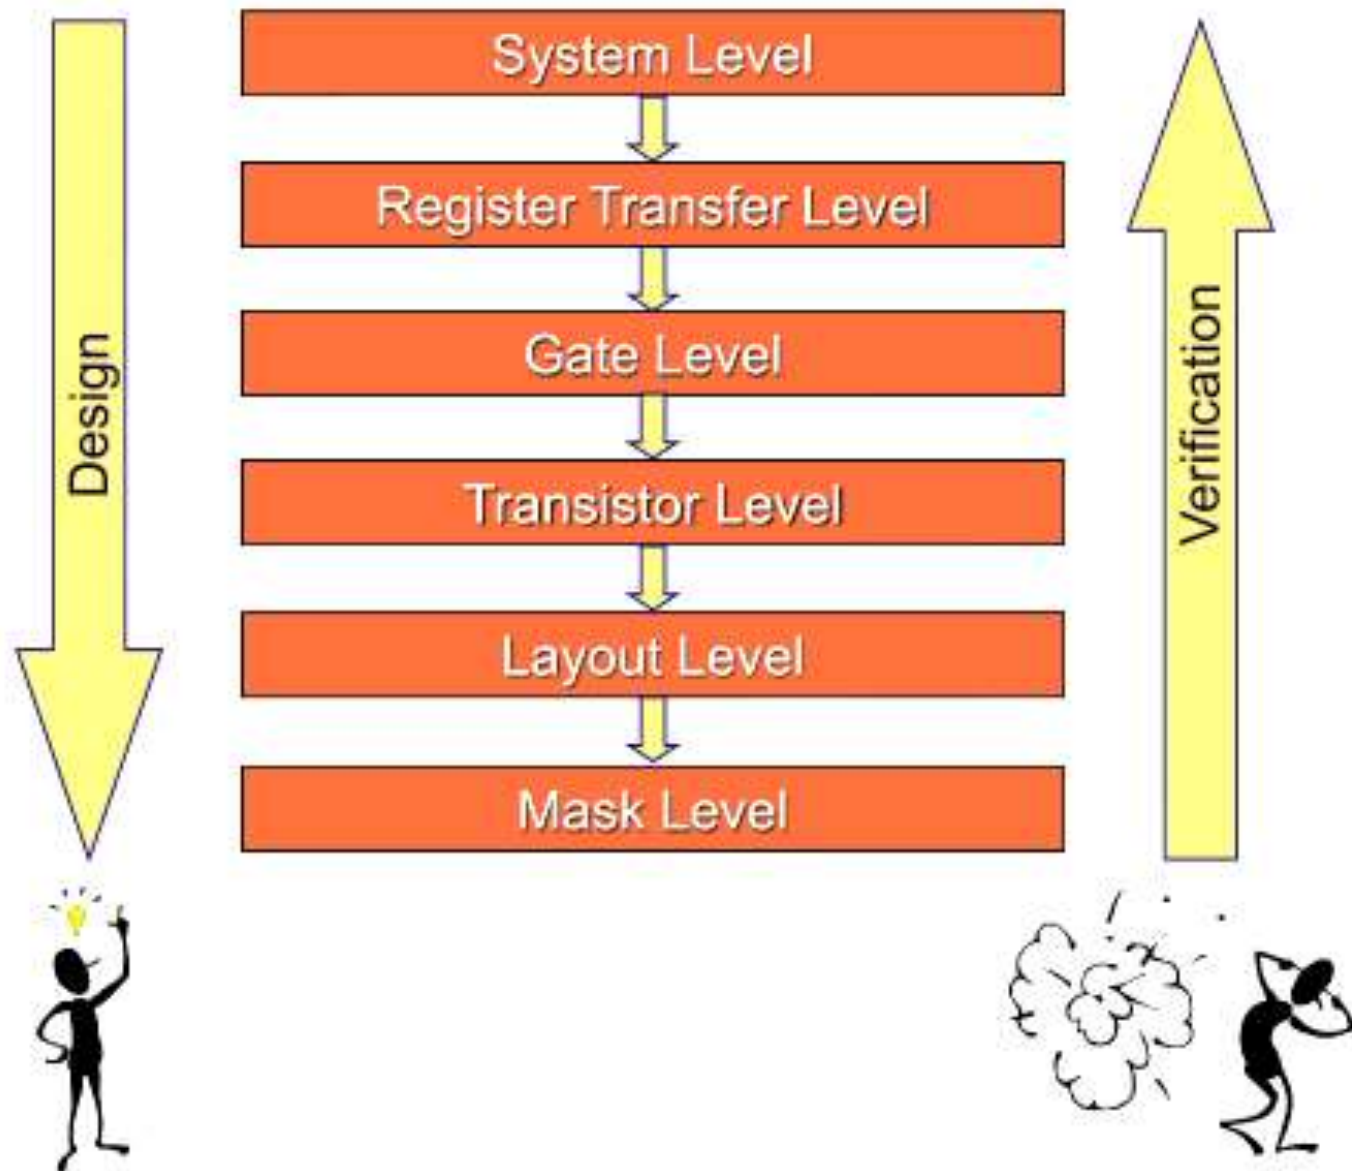 System Level
Register Transfer Level
Gate Level
Transistor Level
Layout Level
Mask Level
Design
Verification